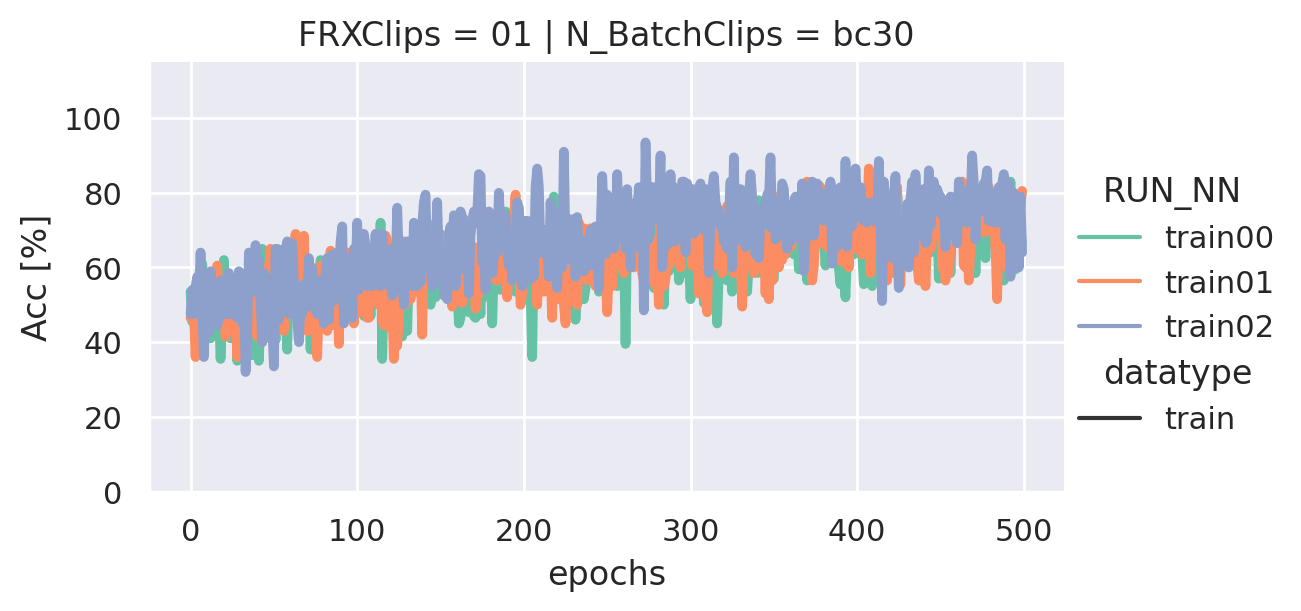 FRXClips = 01 | N_BatchClips = bc30
Acc [%]
100
80
60
40
20
0
0 100 200 300 400 500
epochs
RUN_NN
train00
train01
train02
datatype
train